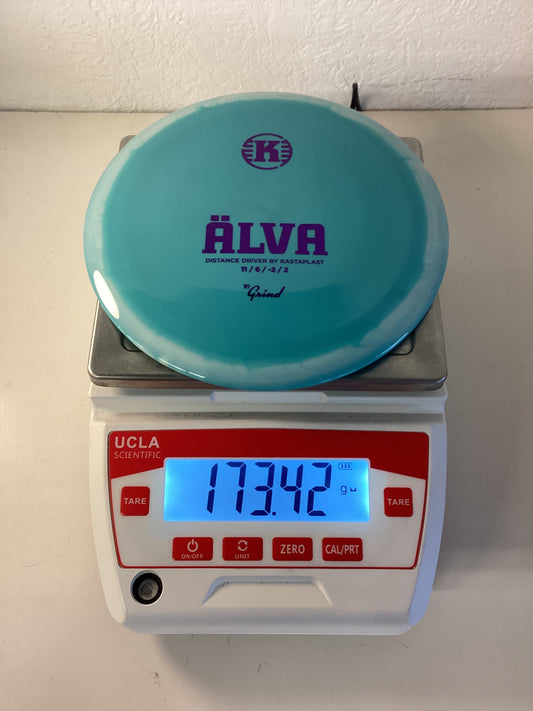 K
ÄLVA
DISTANCE DRIVER BY KASTAPLAST
11 / 6 / -2 / 2
K1 Grind
UCLA
SCIENTIFIC
173.42
g
TARE
TARE
ON/OFF
UNIT
ZERO
CAL/PRT